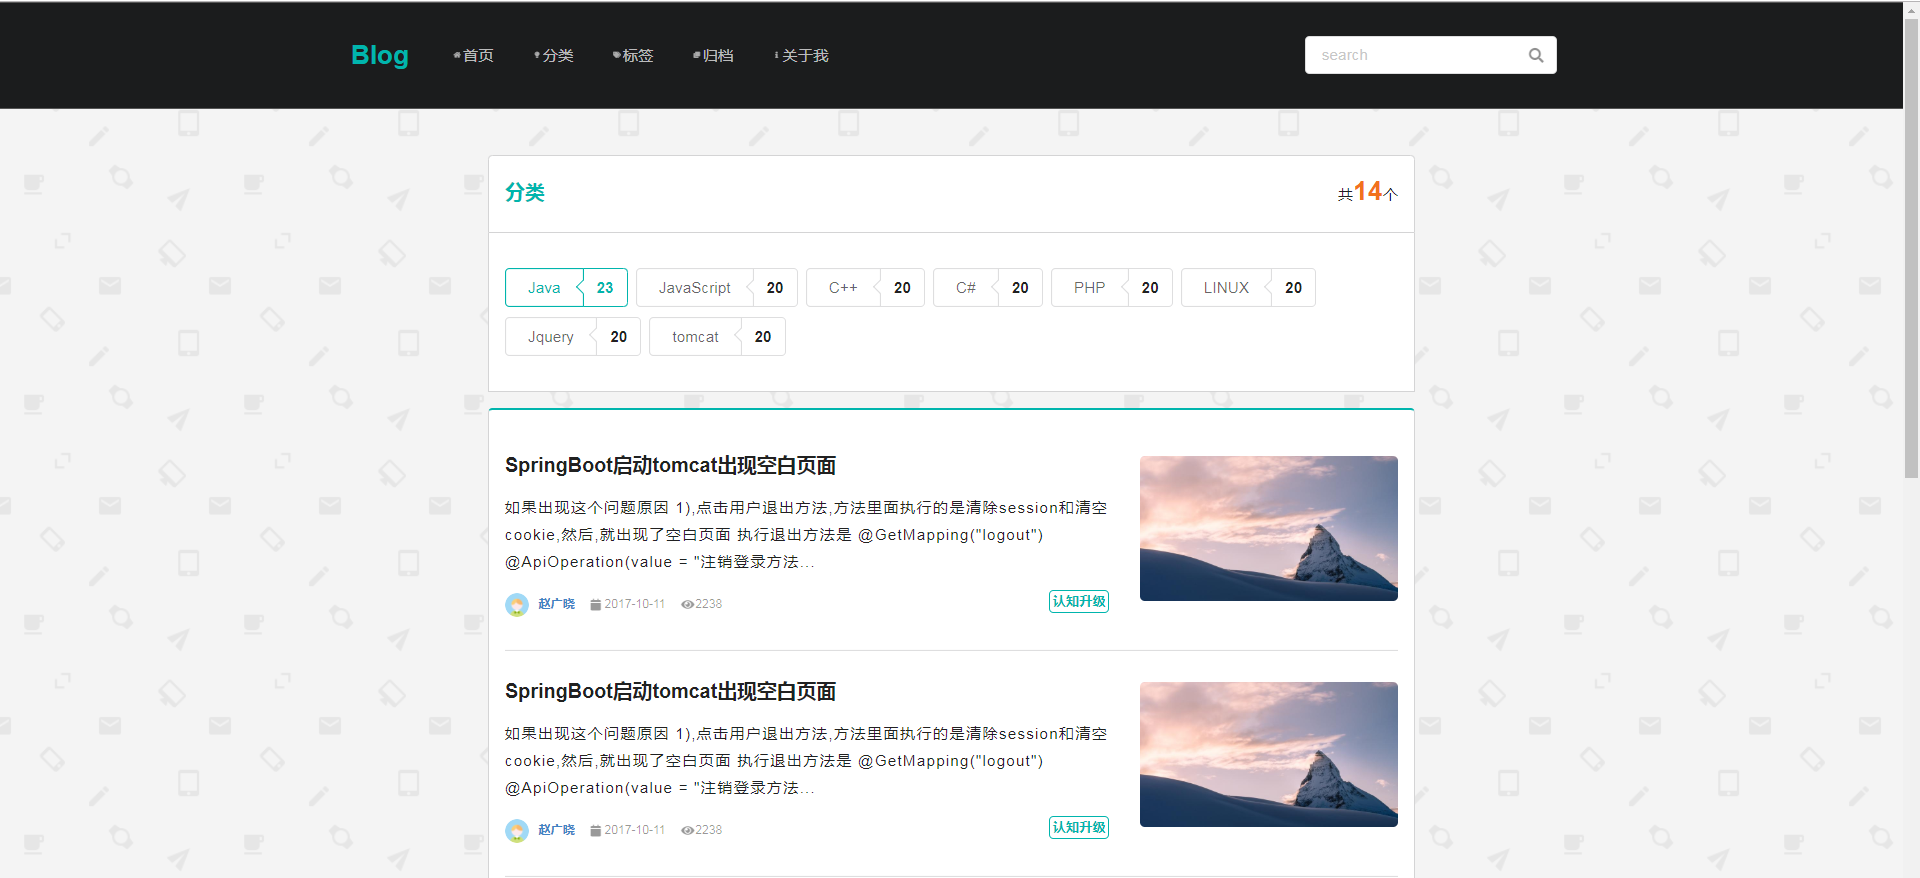 Blog 首页 分类 标签 归档 关于我 search
分类 共14个
Java 23 JavaScript 20 C++ 20 C# 20 PHP 20 LINUX 20
Jquery 20 tomcat 20
SpringBoot启动tomcat出现空白页面
如果出现这个问题原因 1),点击用户退出方法,方法里面执行的是清除session和清空
cookie,然后,就出现了空白页面 执行退出方法是 @GetMapping("logout")
@ApiOperation(value = "注销登录方法...
赵广晓 2017-10-11 2238 认知升级
SpringBoot启动tomcat出现空白页面
如果出现这个问题原因 1),点击用户退出方法,方法里面执行的是清除session和清空
cookie,然后,就出现了空白页面 执行退出方法是 @GetMapping("logout")
@ApiOperation(value = "注销登录方法...
赵广晓 2017-10-11 2238 认知升级